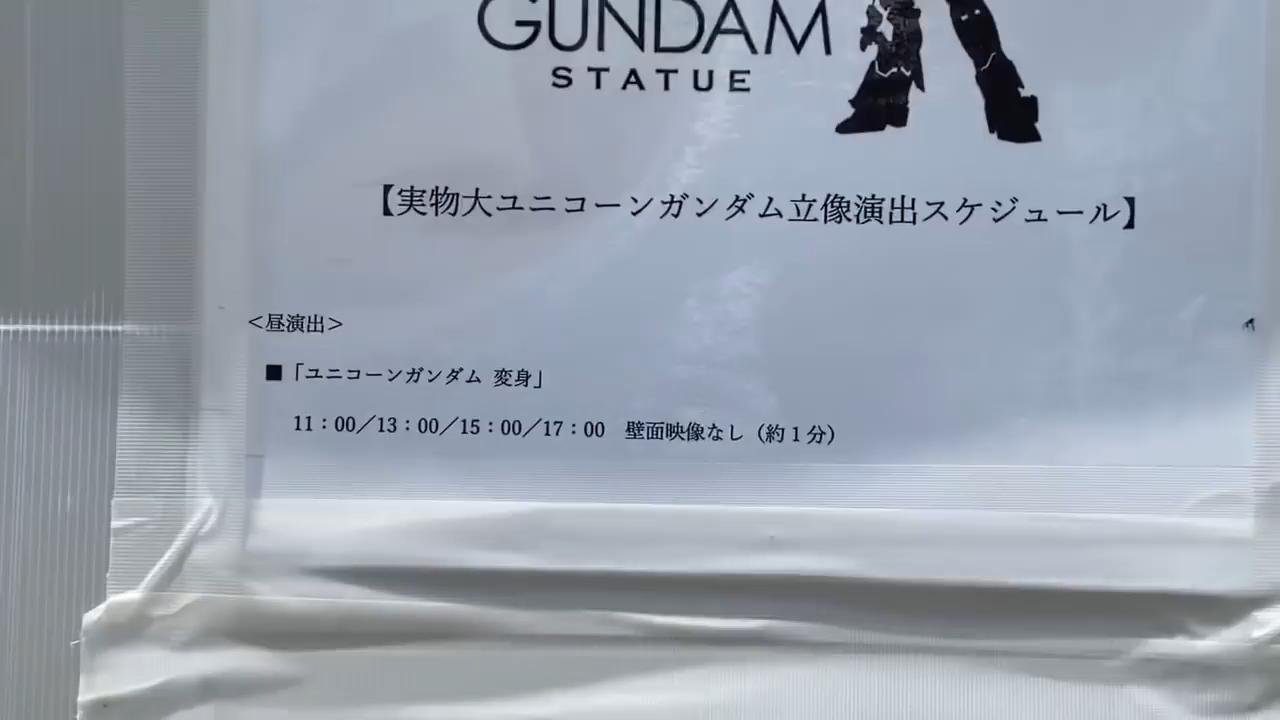 GUNDAM
STATUE
【実物大ユニコーンガンダム立像演出スケジュール】
＜昼演出＞
■「ユニコーンガンダム 変身」
11：00／13：00／15：00／17：00　壁面映像なし（約１分）